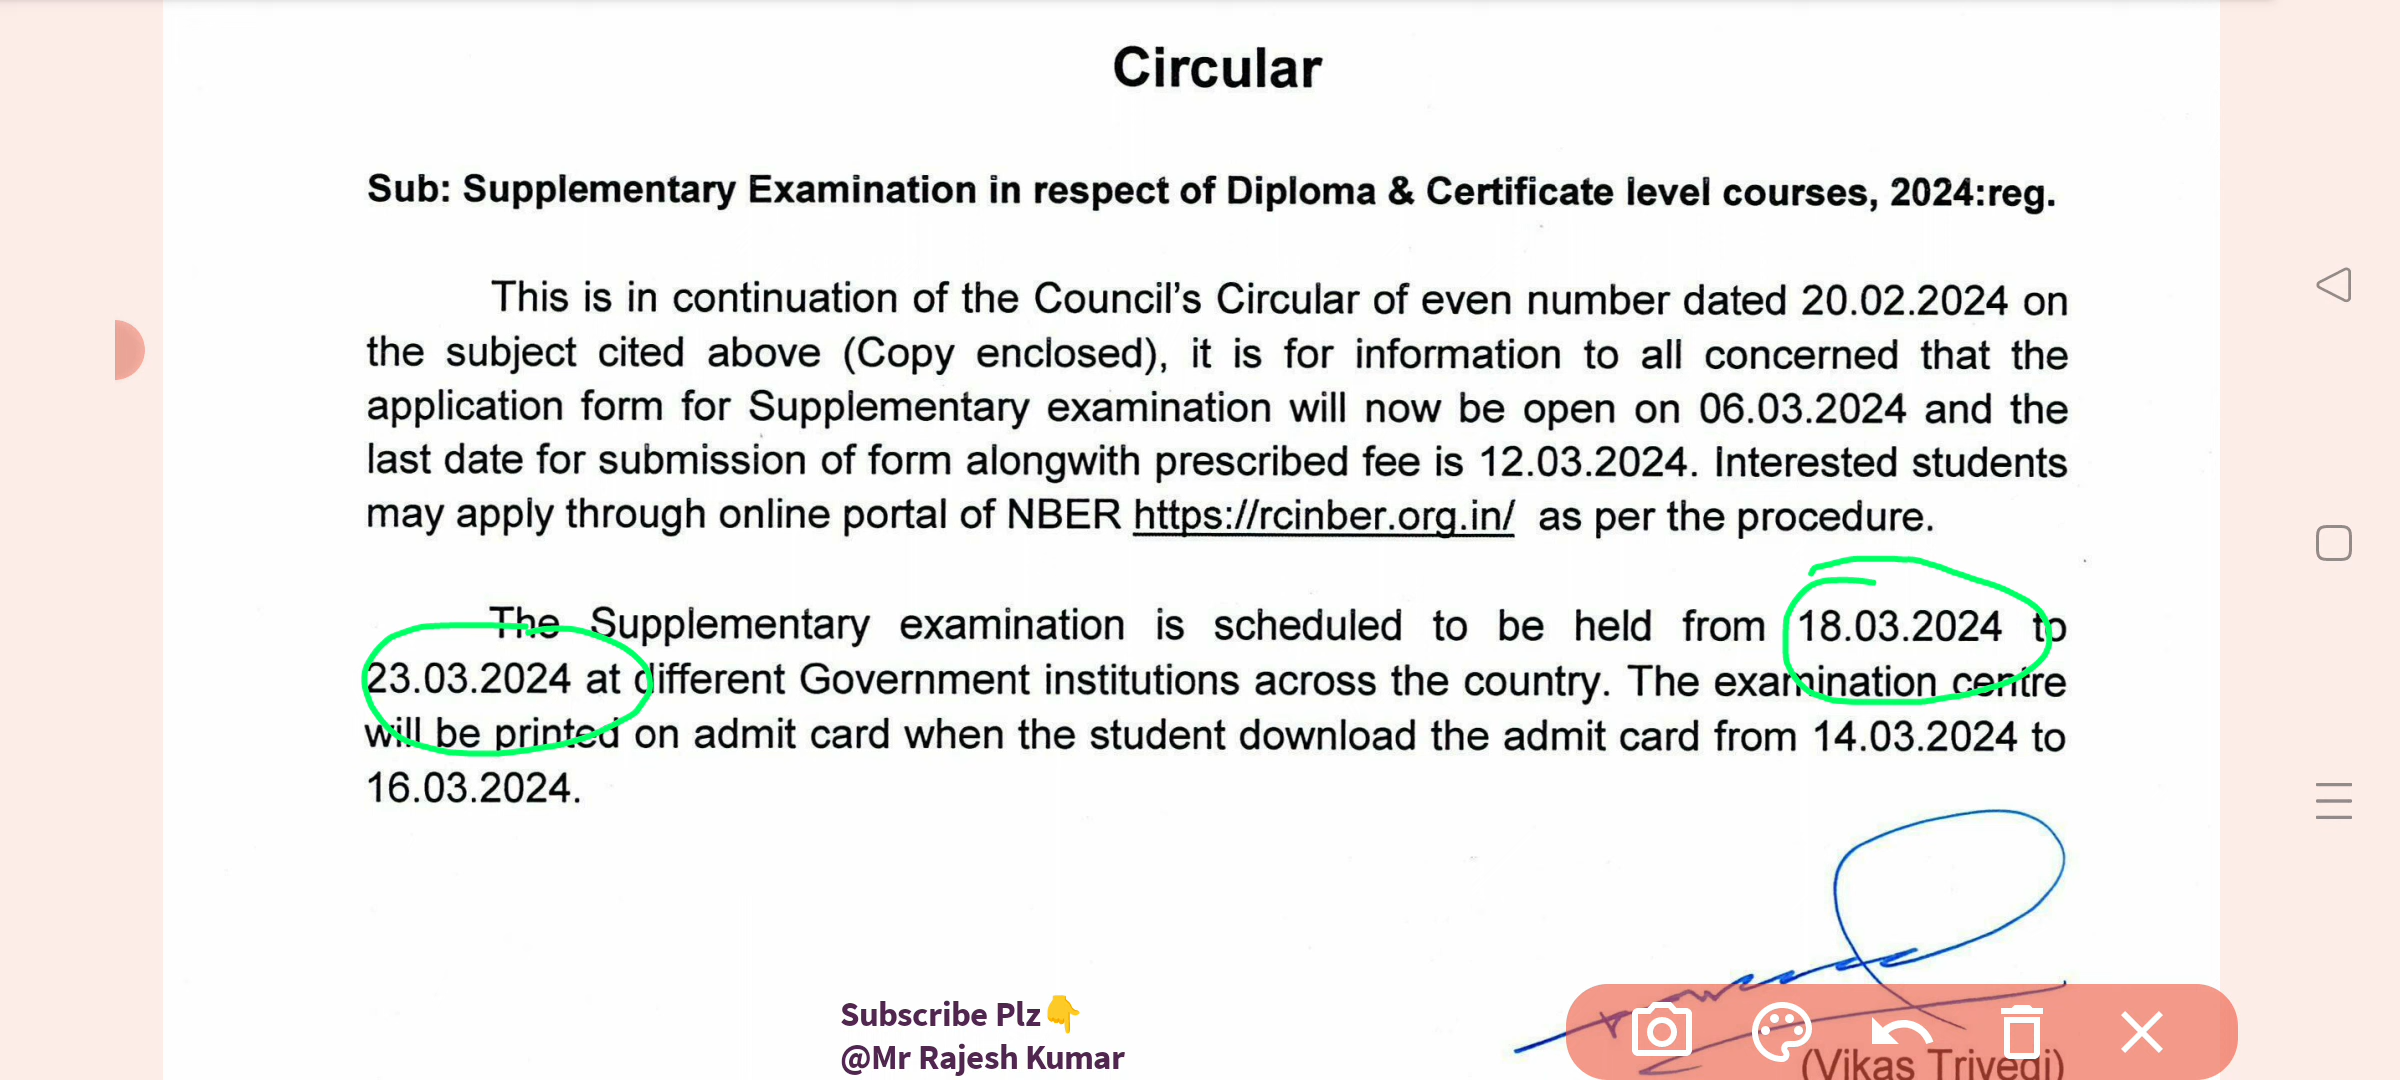 Circular
Sub: Supplementary Examination in respect of Diploma & Certificate level courses, 2024:reg.
This is in continuation of the Council's Circular of even number dated 20.02.2024 on
the subject cited above (Copy enclosed), it is for information to all concerned that the
application form for Supplementary examination will now be open on 06.03.2024 and the
last date for submission of form alongwith prescribed fee is 12.03.2024. Interested students
may apply through online portal of NBER https://rcinber.org.in/ as per the procedure.
The Supplementary examination is scheduled to be held from 18.03.2024 to
23.03.2024 at different Government institutions across the country. The examination centre
will be printed on admit card when the student download the admit card from 14.03.2024 to
16.03.2024.
Subscribe Plz👇
@Mr Rajesh Kumar
(Vikas Trivedi)